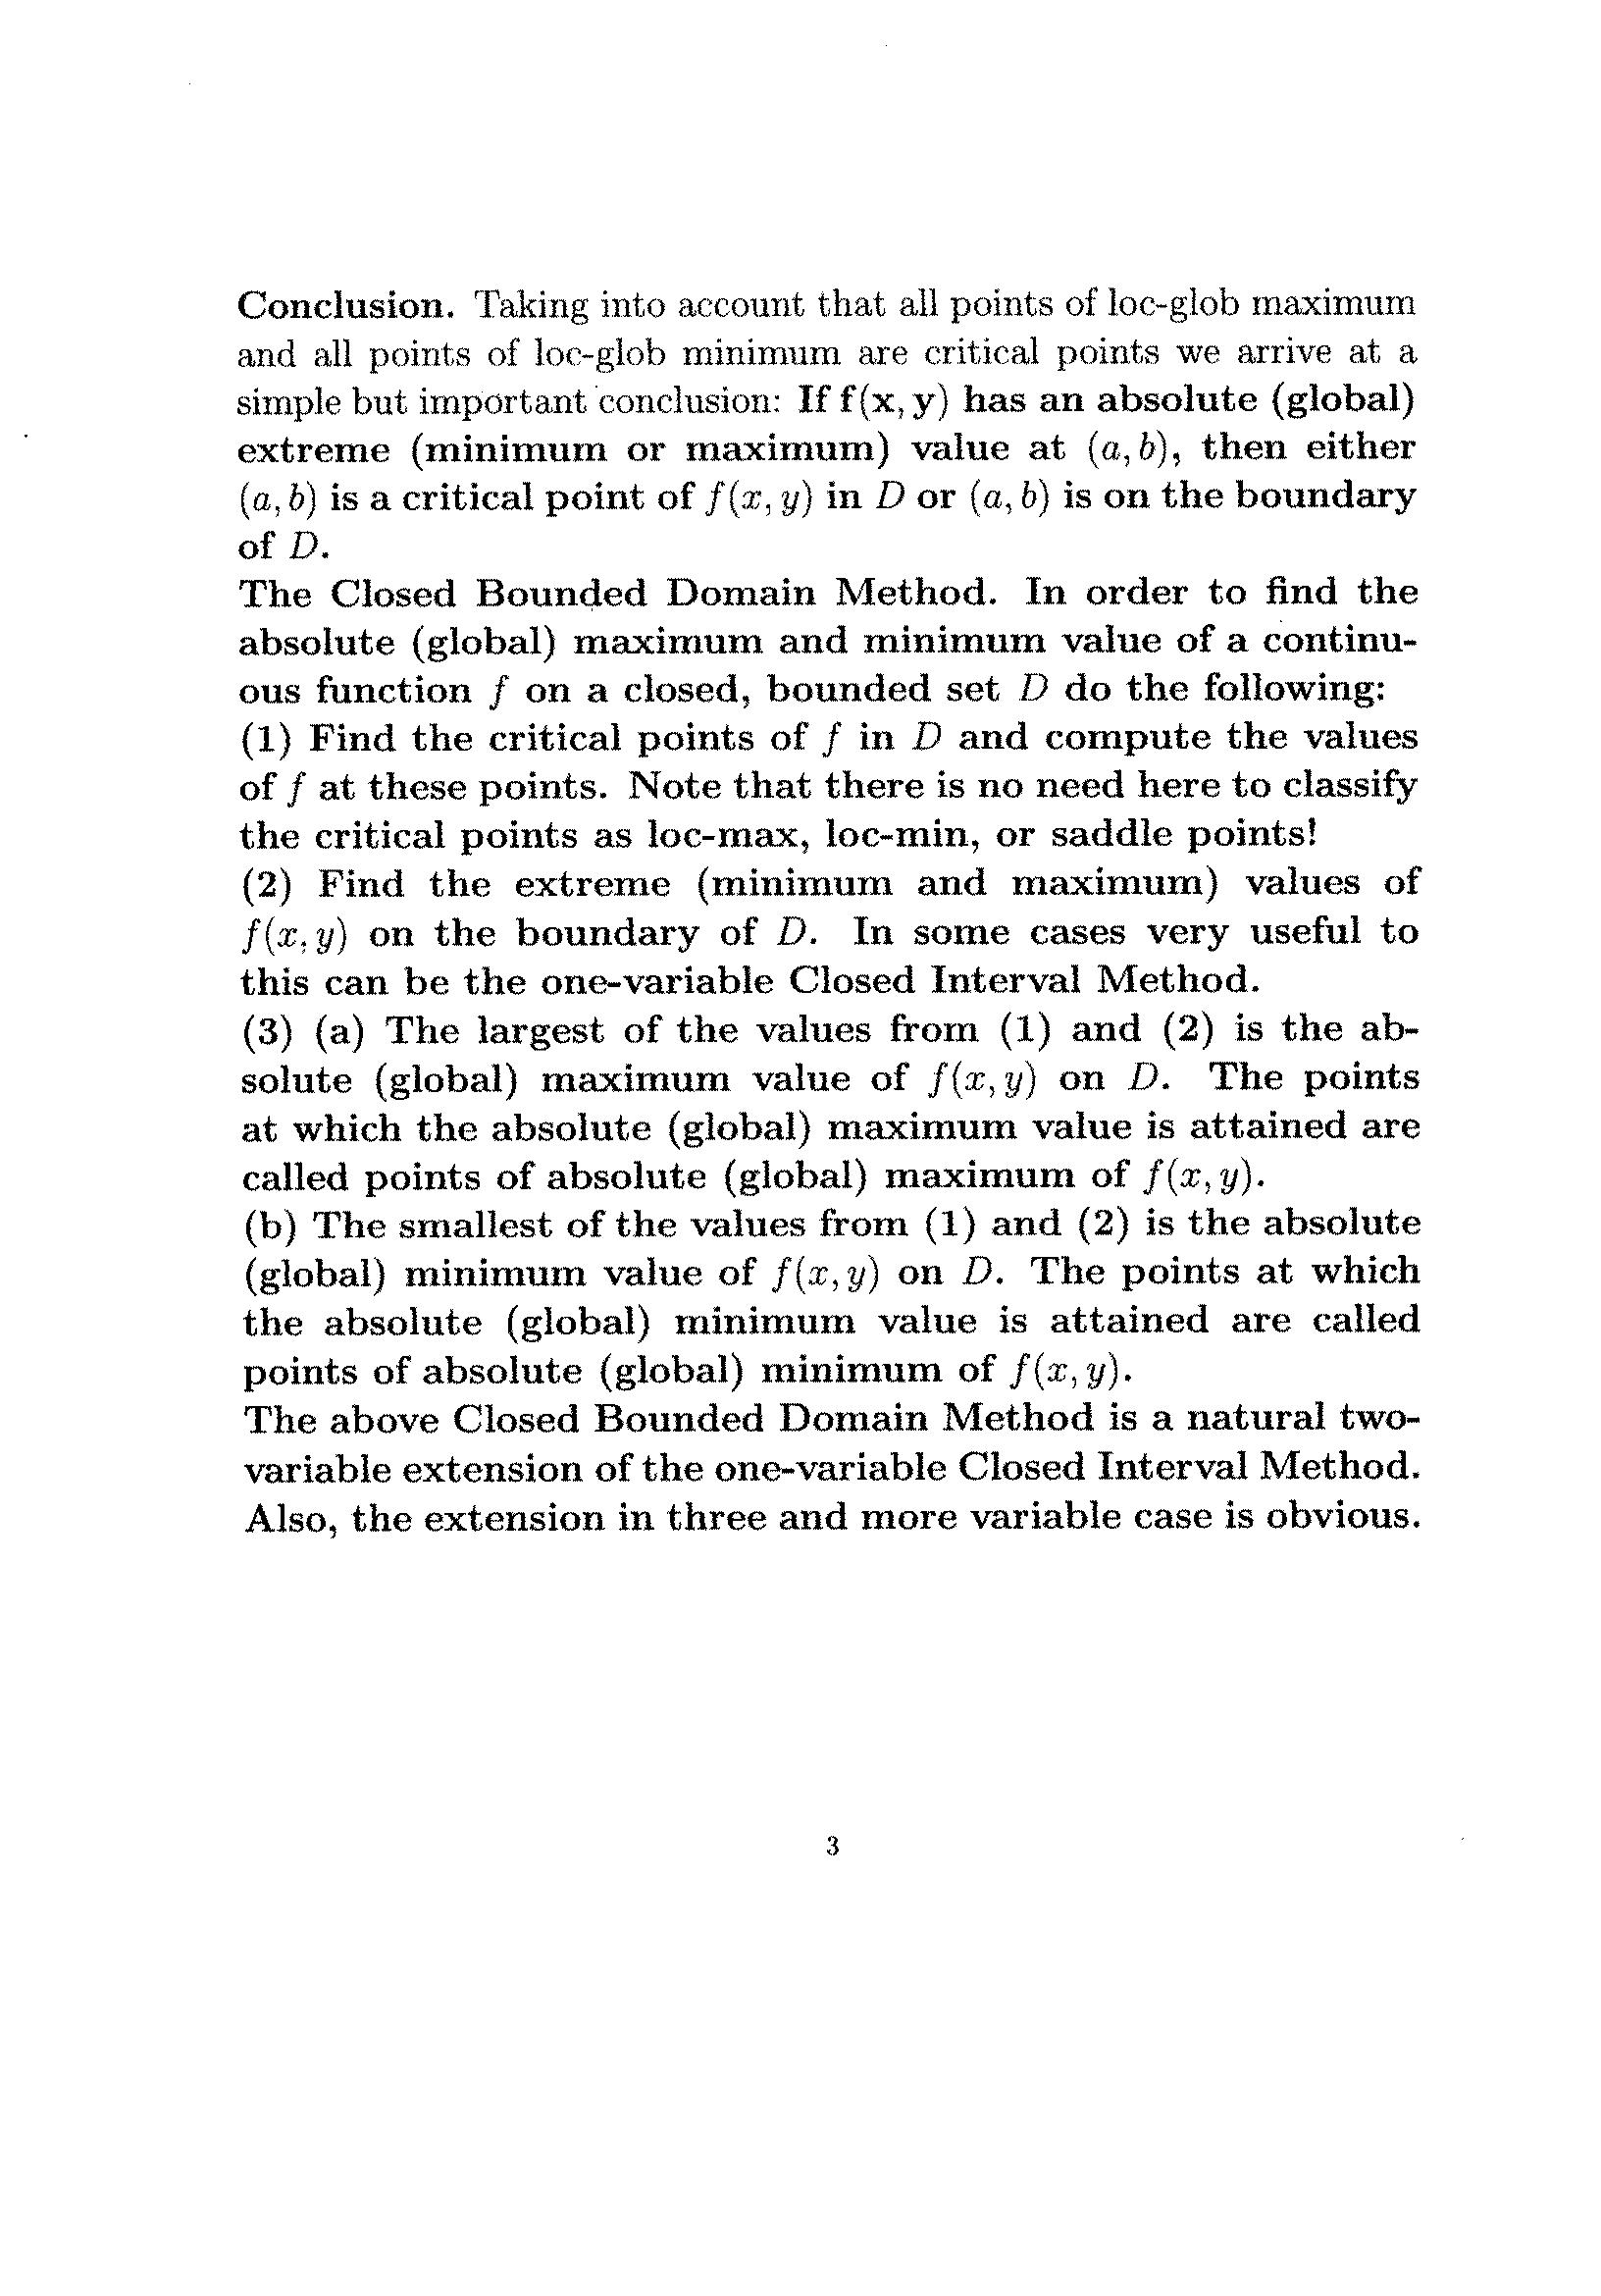 Conclusion. Taking into account that all points of loc-glob maximum
and all points of loc-glob minimum are critical points we arrive at a
simple but important conclusion: If f(x, y) has an absolute (global)
extreme (minimum or maximum) value at (a, b), then either
(a, b) is a critical point of f(x, y) in D or (a, b) is on the boundary
of D.
The Closed Bounded Domain Method. In order to find the
absolute (global) maximum and minimum value of a continu-
ous function f on a closed, bounded set D do the following:
(1) Find the critical points of f in D and compute the values
of f at these points. Note that there is no need here to classify
the critical points as loc-max, loc-min, or saddle points!
(2) Find the extreme (minimum and maximum) values of
f(x, y) on the boundary of D. In some cases very useful to
this can be the one-variable Closed Interval Method.
(3) (a) The largest of the values from (1) and (2) is the ab-
solute (global) maximum value of f(x, y) on D. The points
at which the absolute (global) maximum value is attained are
called points of absolute (global) maximum of f(x, y).
(b) The smallest of the values from (1) and (2) is the absolute
(global) minimum value of f(x, y) on D. The points at which
the absolute (global) minimum value is attained are called
points of absolute (global) minimum of f(x, y).
The above Closed Bounded Domain Method is a natural two-
variable extension of the one-variable Closed Interval Method.
Also, the extension in three and more variable case is obvious.
3